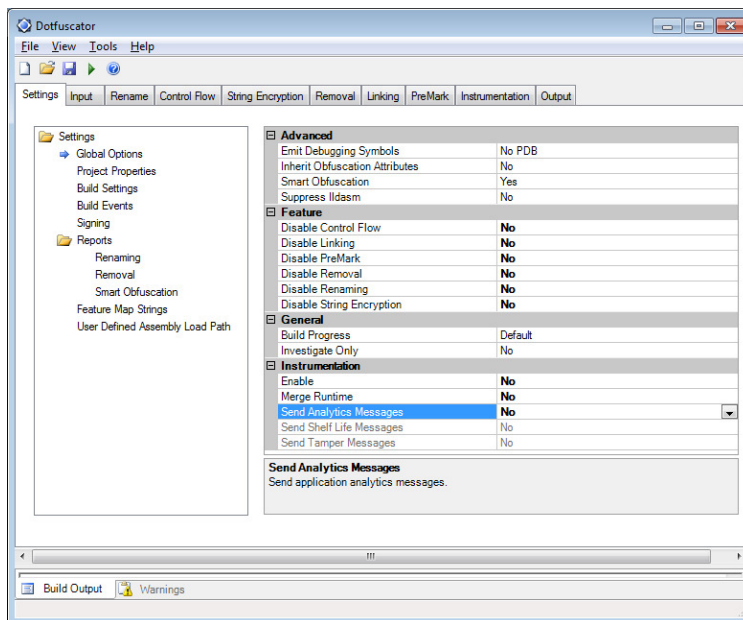 Dotfuscator
File View Tools Help
Settings Input Rename Control Flow String Encryption Removal Linking PreMark Instrumentation Output
Settings
Global Options
Project Properties
Build Settings
Build Events
Signing
Reports
Renaming
Removal
Smart Obfuscation
Feature Map Strings
User Defined Assembly Load Path
Advanced
Emit Debugging Symbols No PDB
Inherit Obfuscation Attributes No
Smart Obfuscation Yes
Suppress Ildasm No
Feature
Disable Control Flow No
Disable Linking No
Disable PreMark No
Disable Removal No
Disable Renaming No
Disable String Encryption No
General
Build Progress Default
Investigate Only No
Instrumentation
Enable No
Merge Runtime No
Send Analytics Messages No
Send Shelf Life Messages No
Send Tamper Messages No
Send Analytics Messages
Send application analytics messages.
Build Output Warnings